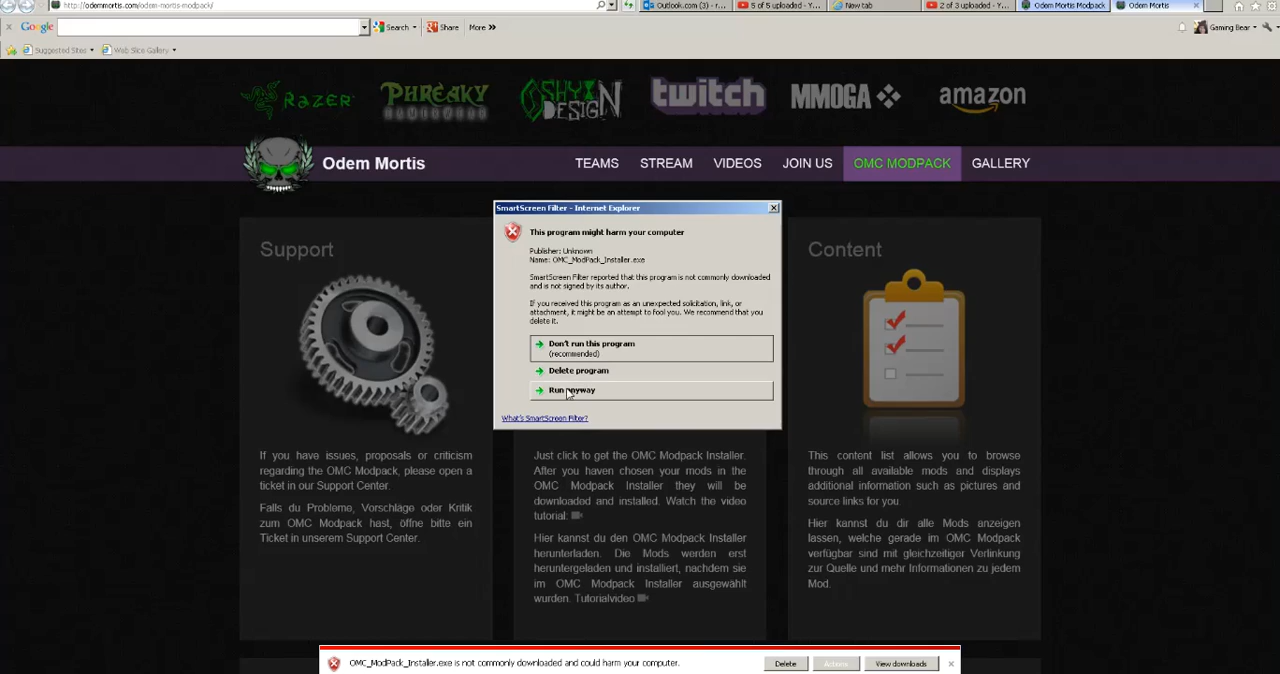 http://odemmortis.com/odem-mortis-modpack/
Outlook.com (3) - r...
5 of 5 uploaded - Y...
New tab
2 of 3 uploaded - Y...
Odem Mortis Modpack
Odem Mortis
Google
Search
Share
More »
Gaming Bear
Suggested Sites
Web Slice Gallery
RAZER
PHREAKY
SHYIN
DESIGN
twitch
MMOGA
amazon
Odem Mortis
TEAMS
STREAM
VIDEOS
JOIN US
OMC MODPACK
GALLERY
SmartScreen Filter - Internet Explorer
This program might harm your computer
Publisher: Unknown
Name: OMC_ModPack_Installer.exe
SmartScreen Filter reported that this program is not commonly downloaded
and is not signed by its author.
If you received this program as an unexpected solicitation, link, or
attachment, it might be an attempt to fool you. We recommend that you
delete it.
Don't run this program
(recommended)
Delete program
Run anyway
What's SmartScreen Filter?
Support
If you have issues, proposals or criticism
regarding the OMC Modpack, please open a
ticket in our Support Center.
Falls du Probleme, Vorschläge oder Kritik
zum OMC Modpack hast, öffne bitte ein
Ticket in unserem Support Center.
Just click to get the OMC Modpack Installer.
After you haven chosen your mods in the
OMC Modpack Installer they will be
downloaded and installed. Watch the video
tutorial:
Hier kannst du den OMC Modpack Installer
herunterladen. Die Mods werden erst
heruntergeladen und installiert, nachdem sie
im OMC Modpack Installer ausgewählt
wurden. Tutorialvideo
Content
This content list allows you to browse
through all available mods and displays
additional information such as pictures and
source links for you.
Hier kannst du dir alle Mods anzeigen
lassen, welche gerade im OMC Modpack
verfügbar sind mit gleichzeitiger Verlinkung
zur Quelle und mehr Informationen zu jedem
Mod.
OMC_ModPack_Installer.exe is not commonly downloaded and could harm your computer.
Delete
Actions
View downloads